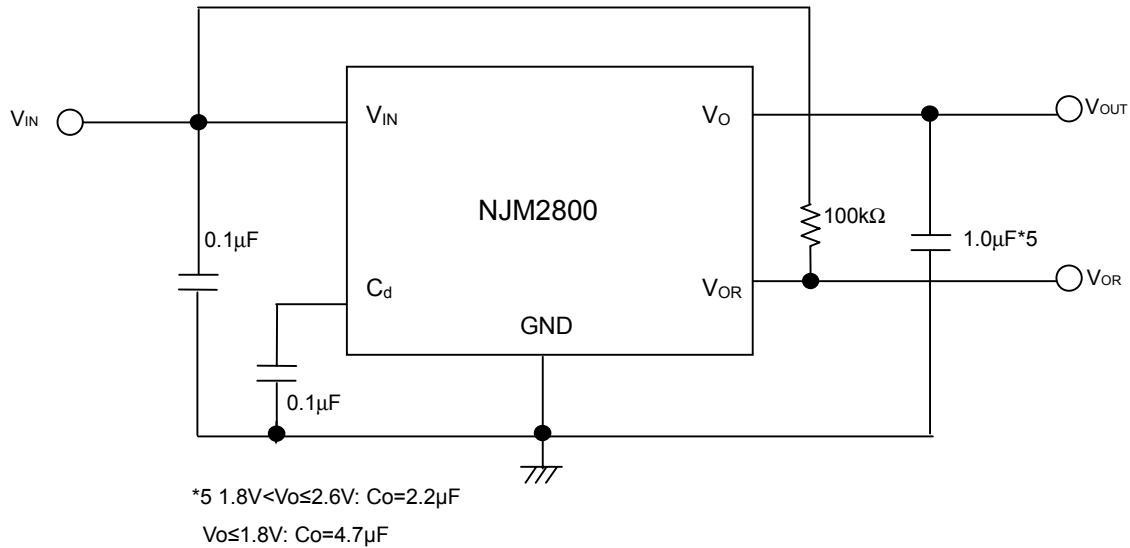 VIN
VIN
VO
VOUT
NJM2800
100kΩ
0.1μF
1.0μF*5
Cd
VOR
VOR
GND
0.1μF
*5 1.8V<Vo≤2.6V: Co=2.2μF
Vo≤1.8V: Co=4.7μF